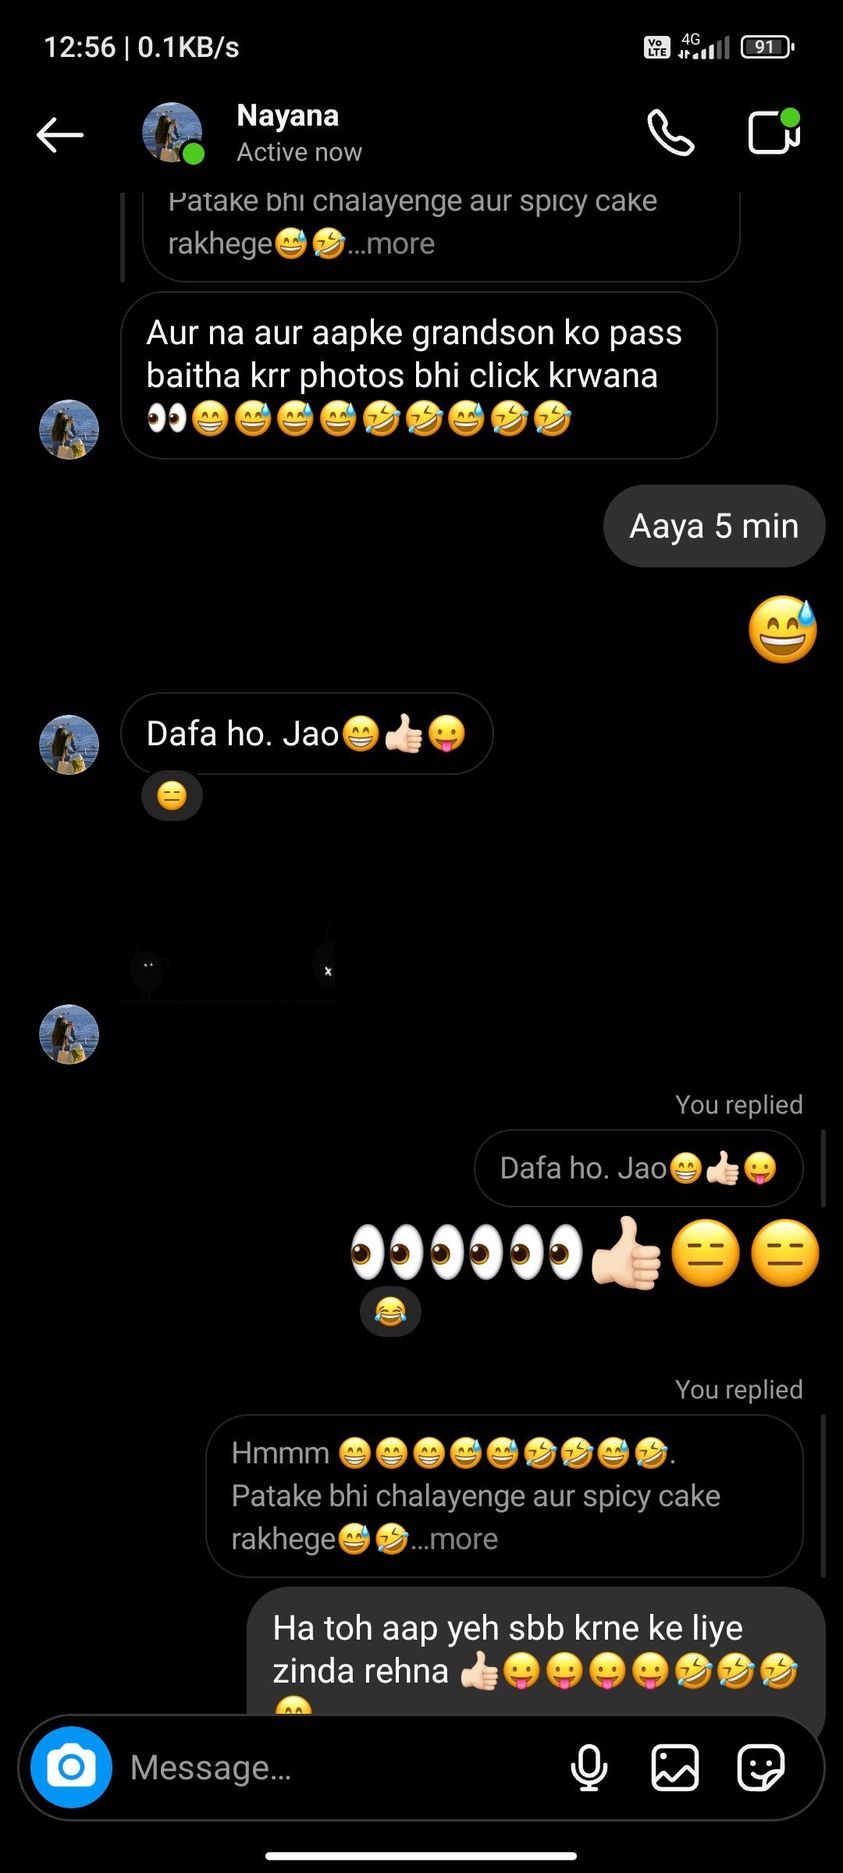 12:56 | 0.1KB/s
Vo LTE 4G 91
Nayana
Active now
Patake bhi chalayenge aur spicy cake
rakhege😅🤣...more
Aur na aur aapke grandson ko pass
baitha krr photos bhi click krwana
👀😁😅😅😅🤣🤣😅🤣🤣
Aaya 5 min
😅
Dafa ho. Jao😁👍🏻😛
😑
You replied
Dafa ho. Jao😁👍🏻😛
👀👀👀👍🏻😑😑
😂
You replied
Hmmm 😁😁😁😅😅🤣🤣😅🤣.
Patake bhi chalayenge aur spicy cake
rakhege😅🤣...more
Ha toh aap yeh sbb krne ke liye
zinda rehna 👍🏻😛😛😛😛🤣🤣🤣
😁
Message...